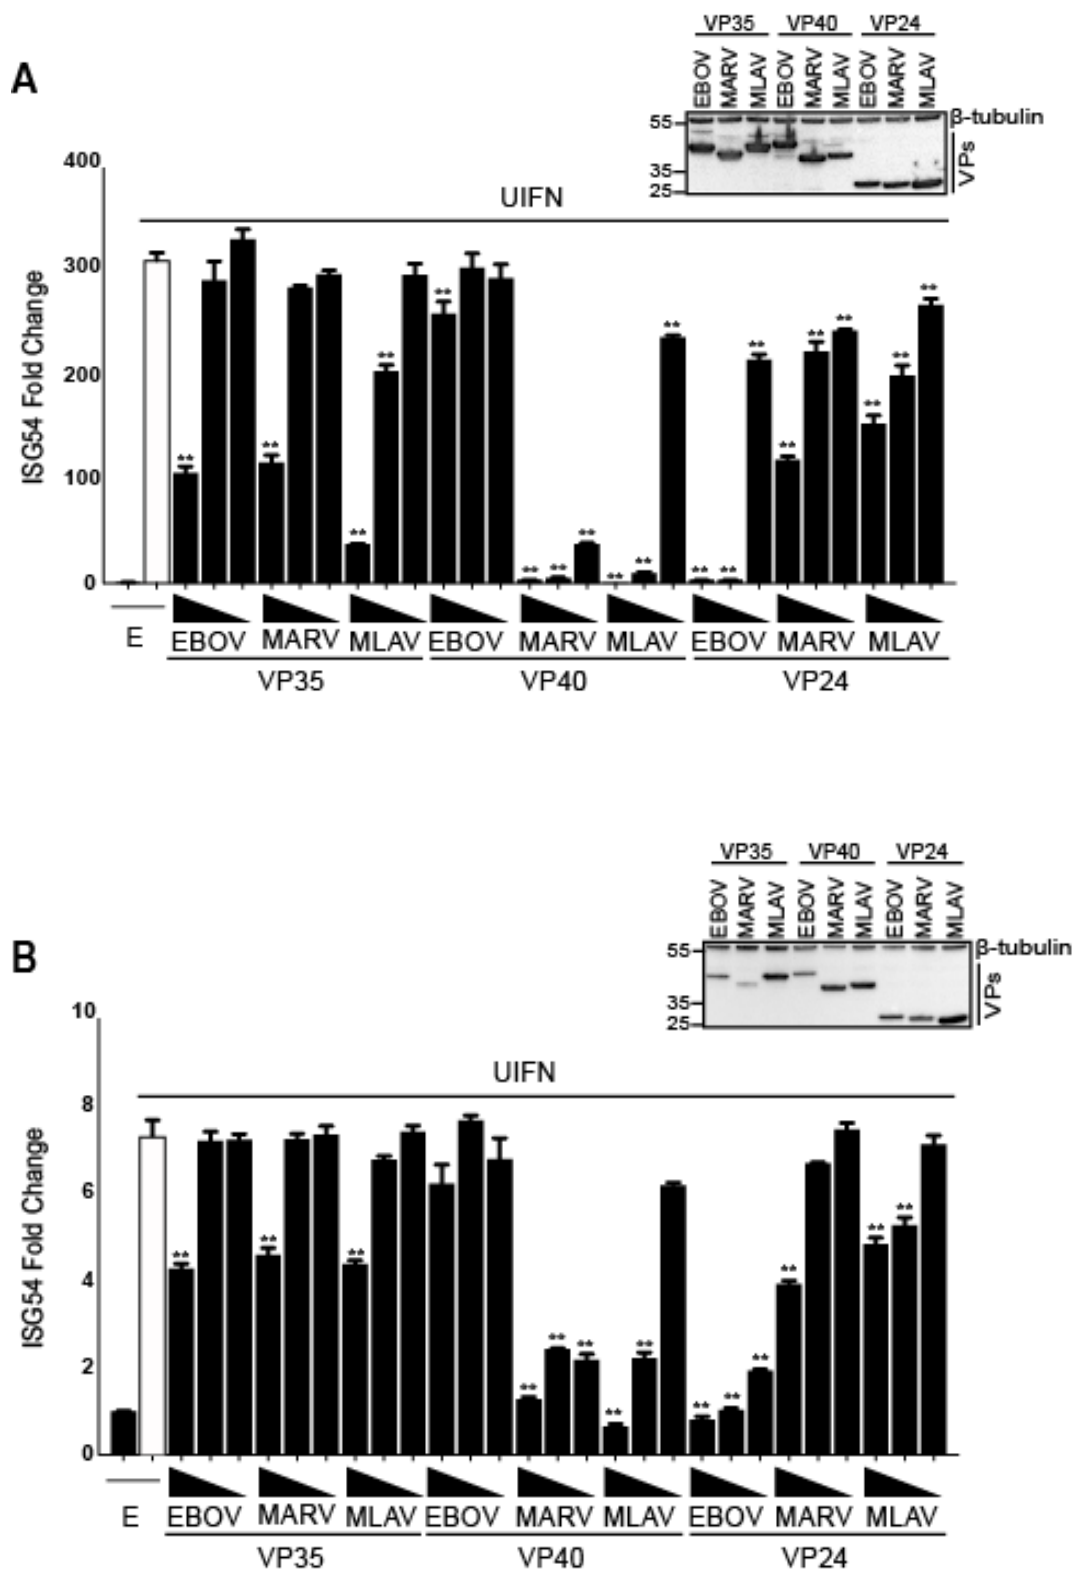 VP35 VP40 VP24
A
EBOV MARV MLAV EBOV MARV MLAV EBOV MARV MLAV
55 β-tubulin
35
25
VPs
400
UIFN
300
200
100
0
ISG54 Fold Change
** ** ** ** ** ** ** ** ** ** ** ** ** ** ** ** ** ** ** **
E EBOV MARV MLAV EBOV MARV MLAV EBOV MARV MLAV
VP35 VP40 VP24
VP35 VP40 VP24
EBOV MARV MLAV EBOV MARV MLAV EBOV MARV MLAV
B
55 β-tubulin
35
25
VPs
10
UIFN
8
6
4
2
0
ISG54 Fold Change
** ** ** ** ** ** ** ** ** ** ** ** ** **
E EBOV MARV MLAV EBOV MARV MLAV EBOV MARV MLAV
VP35 VP40 VP24